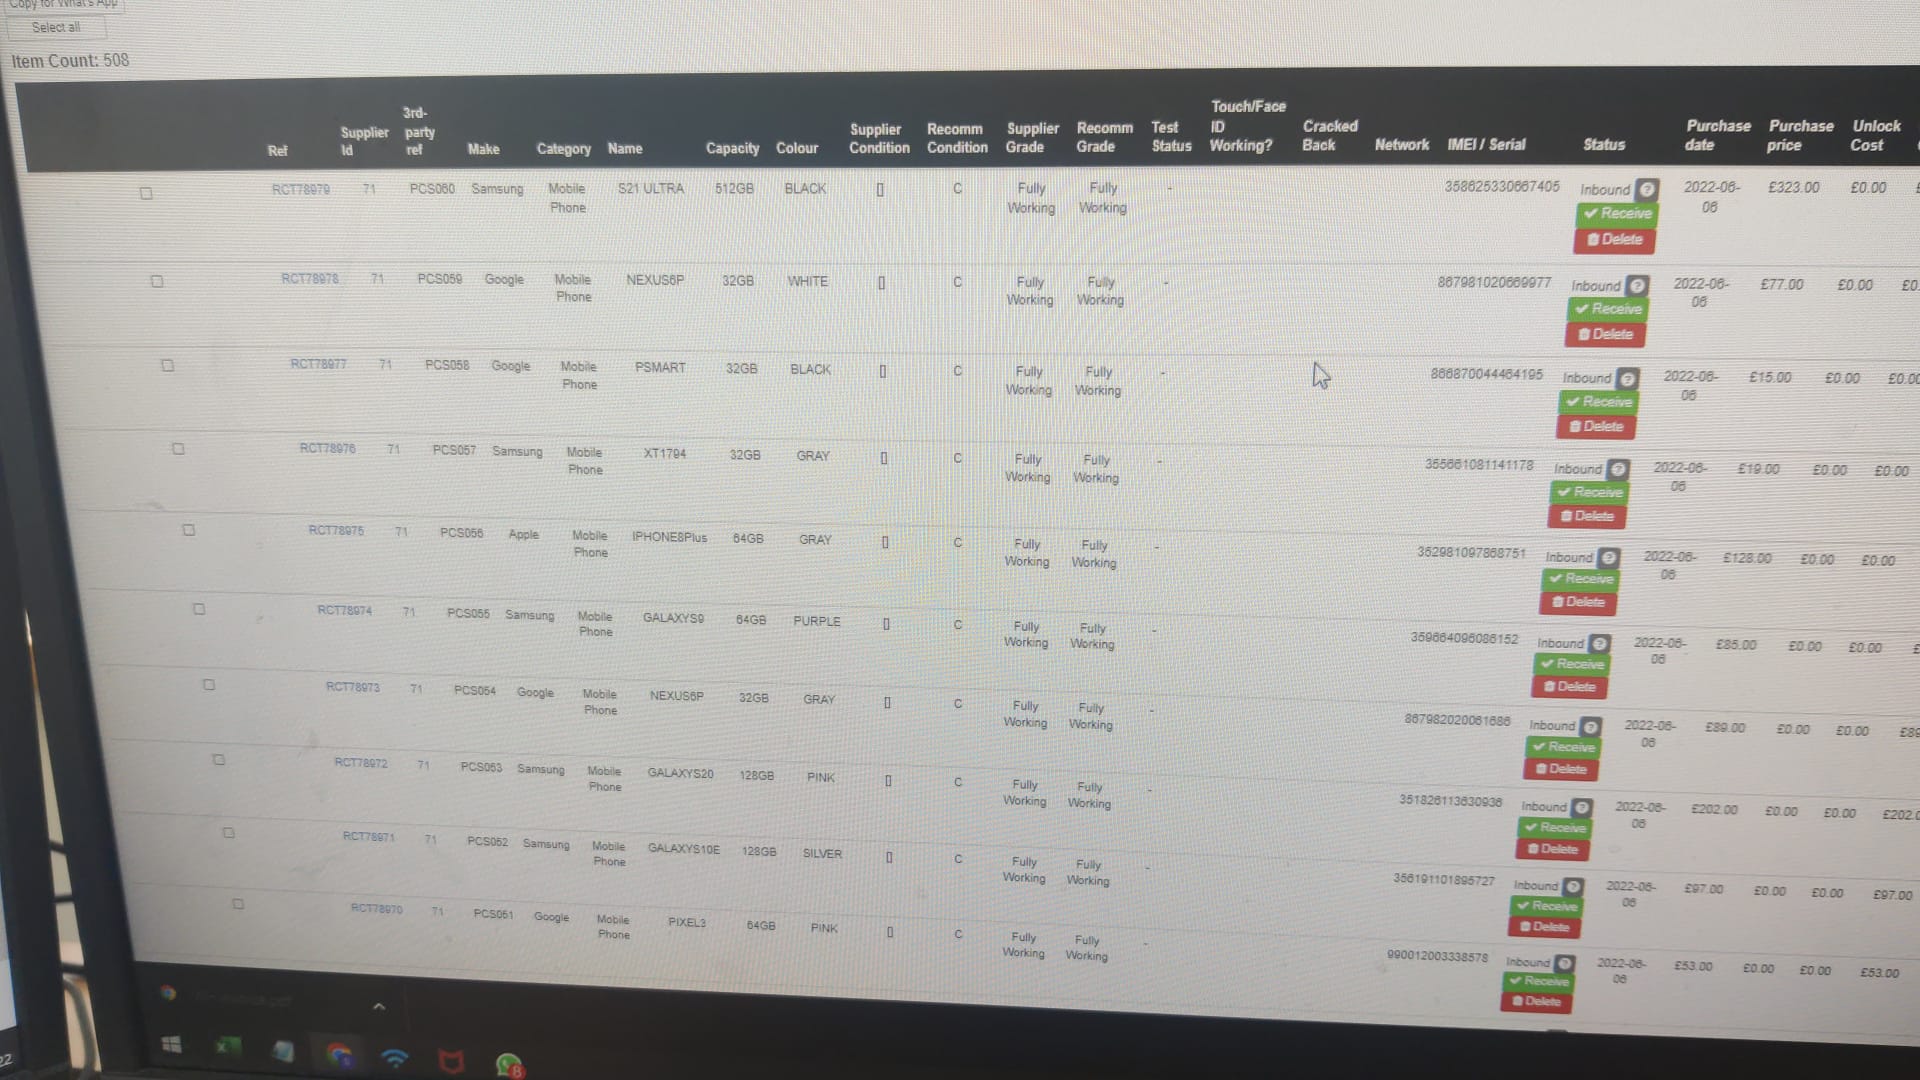 Copy for What's App
Select all
Item Count: 508
Ref Supplier Id 3rd-party ref Make Category Name Capacity Colour Supplier Condition Recomm Condition Supplier Grade Recomm Grade Test Status Touch/Face ID Working? Cracked Back Network IMEI / Serial Status Purchase date Purchase price Unlock Cost
RCT78979 71 PCS060 Samsung Mobile Phone S21 ULTRA 512GB BLACK [] C Fully Working Fully Working - 358625330667405 Inbound ? Receive Delete 2022-06-06 £323.00 £0.00 £
RCT78978 71 PCS059 Google Mobile Phone NEXUS6P 32GB WHITE [] C Fully Working Fully Working - 867981020669977 Inbound ? Receive Delete 2022-06-06 £77.00 £0.00 £0.
RCT78977 71 PCS058 Google Mobile Phone PSMART 32GB BLACK [] C Fully Working Fully Working - 866870044464195 Inbound ? Receive Delete 2022-06-06 £15.00 £0.00 £0.00
RCT78976 71 PCS057 Samsung Mobile Phone XT1794 32GB GRAY [] C Fully Working Fully Working - 355661081141178 Inbound ? Receive Delete 2022-06-06 £19.00 £0.00 £0.00
RCT78975 71 PCS056 Apple Mobile Phone IPHONE8Plus 64GB GRAY [] C Fully Working Fully Working - 352981097868751 Inbound ? Receive Delete 2022-06-06 £128.00 £0.00 £0.00
RCT78974 71 PCS055 Samsung Mobile Phone GALAXYS9 64GB PURPLE [] C Fully Working Fully Working - 359664096086152 Inbound ? Receive Delete 2022-06-06 £85.00 £0.00 £0.00 £
RCT78973 71 PCS054 Google Mobile Phone NEXUS6P 32GB GRAY [] C Fully Working Fully Working - 867982020061686 Inbound ? Receive Delete 2022-06-06 £89.00 £0.00 £0.00 £89
RCT78972 71 PCS053 Samsung Mobile Phone GALAXYS20 128GB PINK [] C Fully Working Fully Working - 351826113630936 Inbound ? Receive Delete 2022-06-06 £202.00 £0.00 £0.00 £202.0
RCT78971 71 PCS052 Samsung Mobile Phone GALAXYS10E 128GB SILVER [] C Fully Working Fully Working - 356191101895727 Inbound ? Receive Delete 2022-06-06 £97.00 £0.00 £0.00 £97.00
RCT78970 71 PCS051 Google Mobile Phone PIXEL3 64GB PINK [] C Fully Working Fully Working - 990012003338578 Inbound ? Receive Delete 2022-06-06 £53.00 £0.00 £0.00 £53.00
22
8